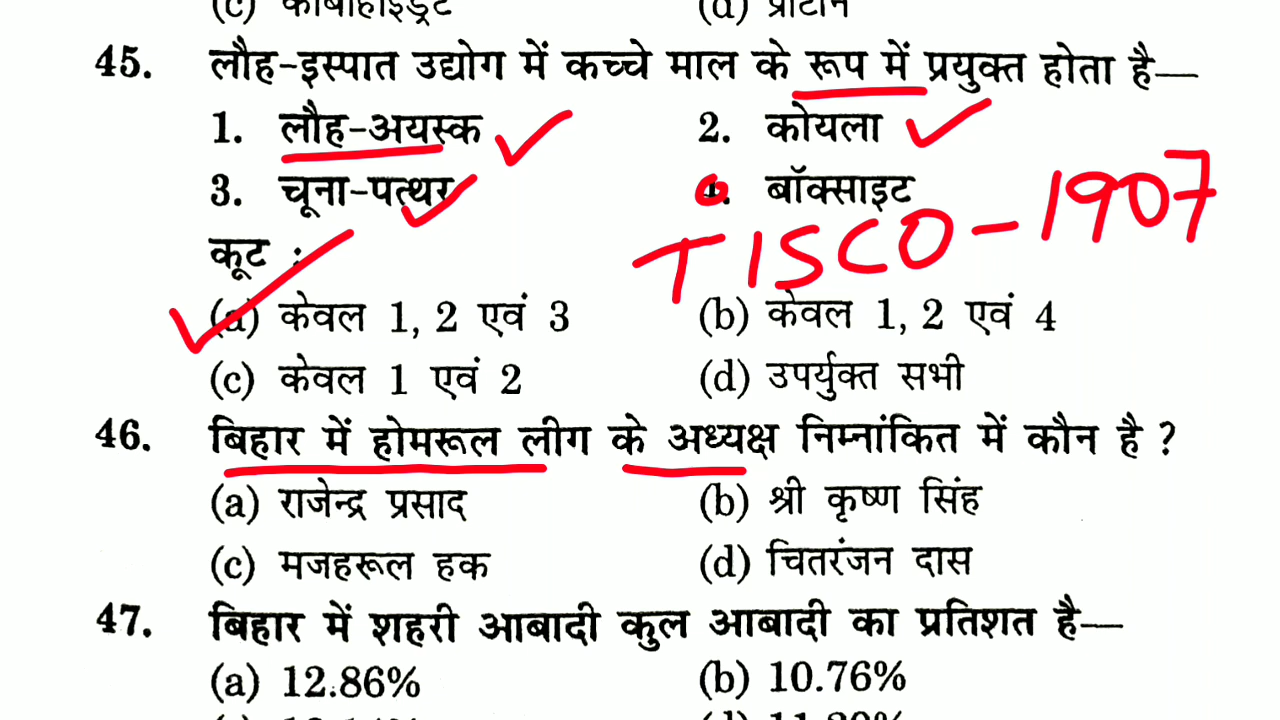 (c) कार्बोहाइड्रेट (d) प्रोटीन
45. लौह-इस्पात उद्योग में कच्चे माल के रूप में प्रयुक्त होता है—
1. लौह-अयस्क 2. कोयला
3. चूना-पत्थर 4. बॉक्साइट
TISCO-1907
कूट :
(a) केवल 1, 2 एवं 3 (b) केवल 1, 2 एवं 4
(c) केवल 1 एवं 2 (d) उपर्युक्त सभी
46. बिहार में होमरूल लीग के अध्यक्ष निम्नांकित में कौन है ?
(a) राजेन्द्र प्रसाद (b) श्री कृष्ण सिंह
(c) मजहरूल हक (d) चितरंजन दास
47. बिहार में शहरी आबादी कुल आबादी का प्रतिशत है—
(a) 12.86% (b) 10.76%